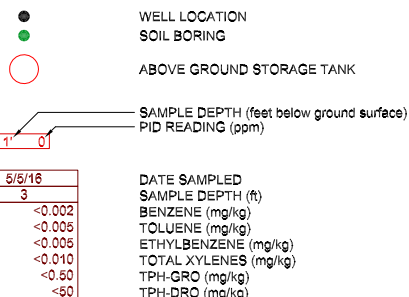 WELL LOCATION
SOIL BORING
ABOVE GROUND STORAGE TANK
SAMPLE DEPTH (feet below ground surface)
PID READING (ppm)
1' 0
5/5/16 DATE SAMPLED
3 SAMPLE DEPTH (ft)
<0.002 BENZENE (mg/kg)
<0.005 TOLUENE (mg/kg)
<0.005 ETHYLBENZENE (mg/kg)
<0.010 TOTAL XYLENES (mg/kg)
<0.50 TPH-GRO (mg/kg)
<50 TPH-DRO (mg/kg)